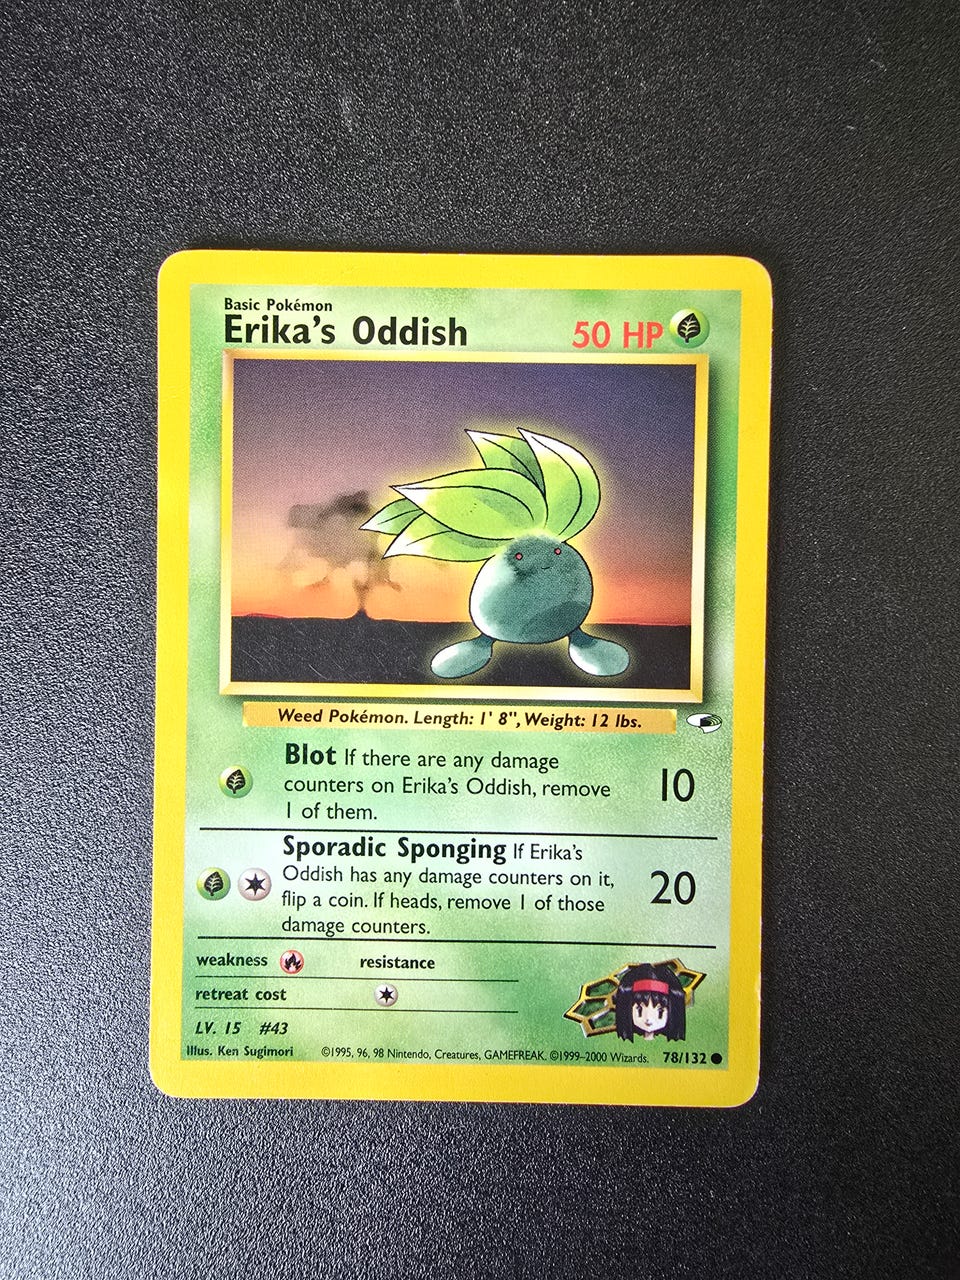 Basic Pokémon
Erika's Oddish
50 HP
Weed Pokémon. Length: 1' 8", Weight: 12 lbs.
Blot If there are any damage
counters on Erika's Oddish, remove
1 of them.
10
Sporadic Sponging If Erika's
Oddish has any damage counters on it,
flip a coin. If heads, remove 1 of those
damage counters.
20
weakness
resistance
retreat cost
LV. 15 #43
Illus. Ken Sugimori ©1995, 96, 98 Nintendo, Creatures, GAMEFREAK. ©1999–2000 Wizards. 78/132